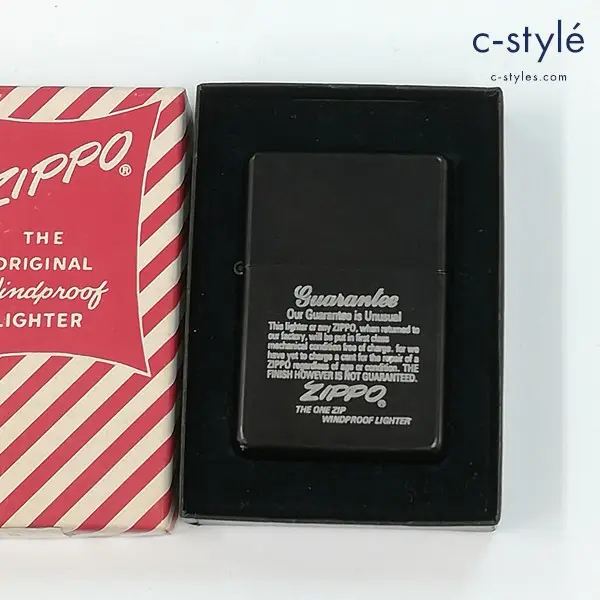 c-stylé
c-styles.com
ZIPPO®
THE
ORIGINAL
Windproof
LIGHTER
Guarantee
Our Guarantee is Unusual
This lighter or any ZIPPO, when returned to
our factory, will be put in first class
mechanical condition free of charge, for we
have yet to charge a cent for the repair of a
ZIPPO regardless of age or condition. THE
FINISH HOWEVER IS NOT GUARANTEED.
ZIPPO®
THE ONE ZIP
WINDPROOF LIGHTER